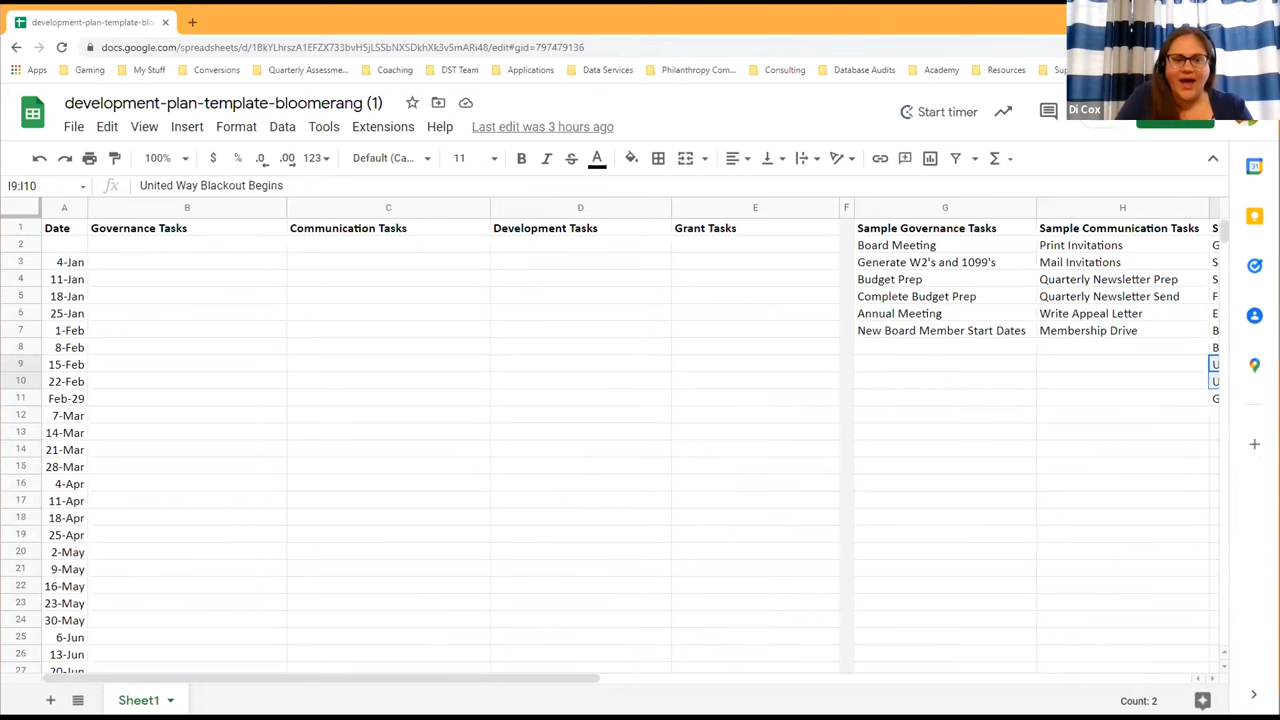 development-plan-template-blo
docs.google.com/spreadsheets/d/1BkYLhrszA1EFZX733bvH5jLSSbNXSDkhXk3v5mARi48/edit#gid=797479136
Apps Gaming My Stuff Conversions Quarterly Assessme... Coaching DST Team Applications Data Services Philanthropy Com... Consulting Database Audits Academy Resources Sup
development-plan-template-bloomerang (1)
Start timer
Di Cox
File Edit View Insert Format Data Tools Extensions Help Last edit was 3 hours ago
100% $ % .0 .00 123 Default (Ca... 11 B I S A
I9:I10 fx United Way Blackout Begins
A B C D E F G H
1 Date Governance Tasks Communication Tasks Development Tasks Grant Tasks Sample Governance Tasks Sample Communication Tasks S
2 Board Meeting Print Invitations G
3 4-Jan Generate W2's and 1099's Mail Invitations S
4 11-Jan Budget Prep Quarterly Newsletter Prep S
5 18-Jan Complete Budget Prep Quarterly Newsletter Send F
6 25-Jan Annual Meeting Write Appeal Letter E
7 1-Feb New Board Member Start Dates Membership Drive B
8 8-Feb B
9 15-Feb U
10 22-Feb U
11 Feb-29 G
12 7-Mar
13 14-Mar
14 21-Mar
15 28-Mar
16 4-Apr
17 11-Apr
18 18-Apr
19 25-Apr
20 2-May
21 9-May
22 16-May
23 23-May
24 30-May
25 6-Jun
26 13-Jun
27 20-Jun
Sheet1 Count: 2